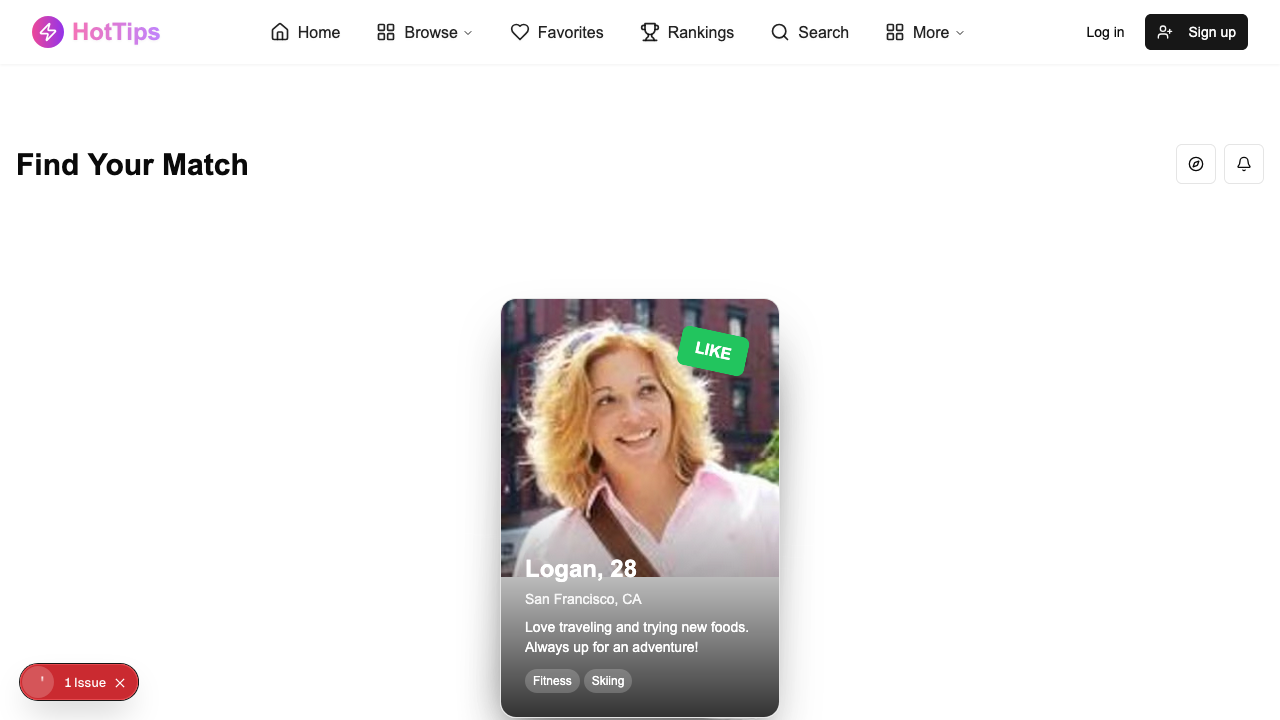 HotTips
Home
Browse
Favorites
Rankings
Search
More
Log in
Sign up
Find Your Match
LIKE
Logan, 28
San Francisco, CA
Love traveling and trying new foods.
Always up for an adventure!
Fitness
Skiing
1 Issue